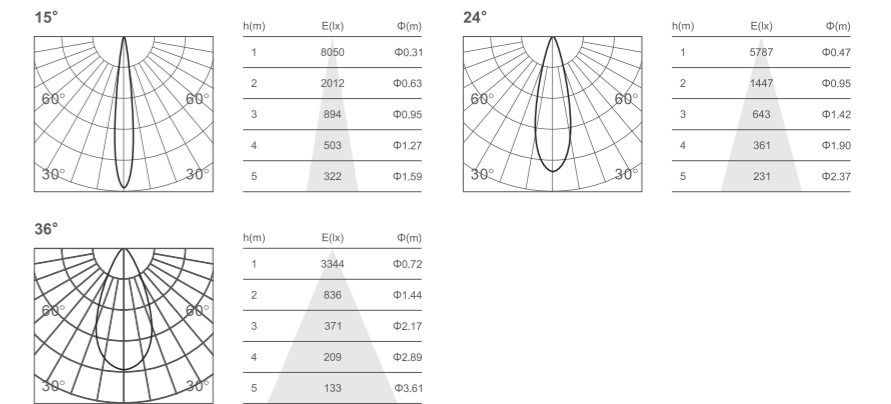 15°
60° 60°
30° 30°
h(m) E(lx) Φ(m)
1 8050 Φ0.31
2 2012 Φ0.63
3 894 Φ0.95
4 503 Φ1.27
5 322 Φ1.59
24°
60° 60°
30° 30°
h(m) E(lx) Φ(m)
1 5787 Φ0.47
2 1447 Φ0.95
3 643 Φ1.42
4 361 Φ1.90
5 231 Φ2.37
36°
60° 60°
30° 30°
h(m) E(lx) Φ(m)
1 3344 Φ0.72
2 836 Φ1.44
3 371 Φ2.17
4 209 Φ2.89
5 133 Φ3.61